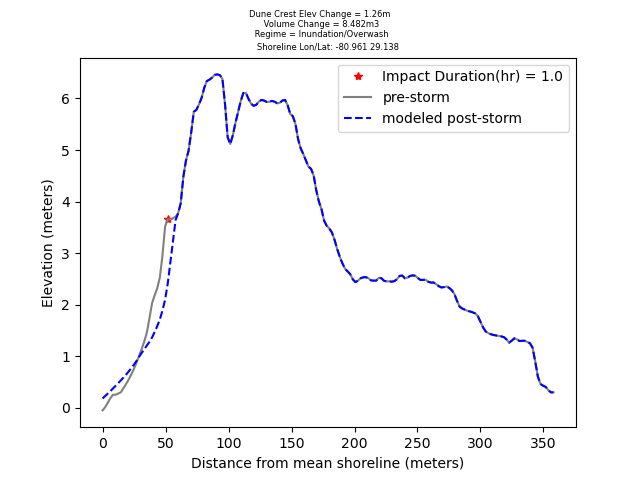 Dune Crest Elev Change = 1.26m
Volume Change = 8.482m3
Regime = Inundation/Overwash
Shoreline Lon/Lat: -80.961 29.138
Impact Duration(hr) = 1.0
pre-storm
modeled post-storm
6
5
4
3
2
1
0
Elevation (meters)
0 50 100 150 200 250 300 350
Distance from mean shoreline (meters)